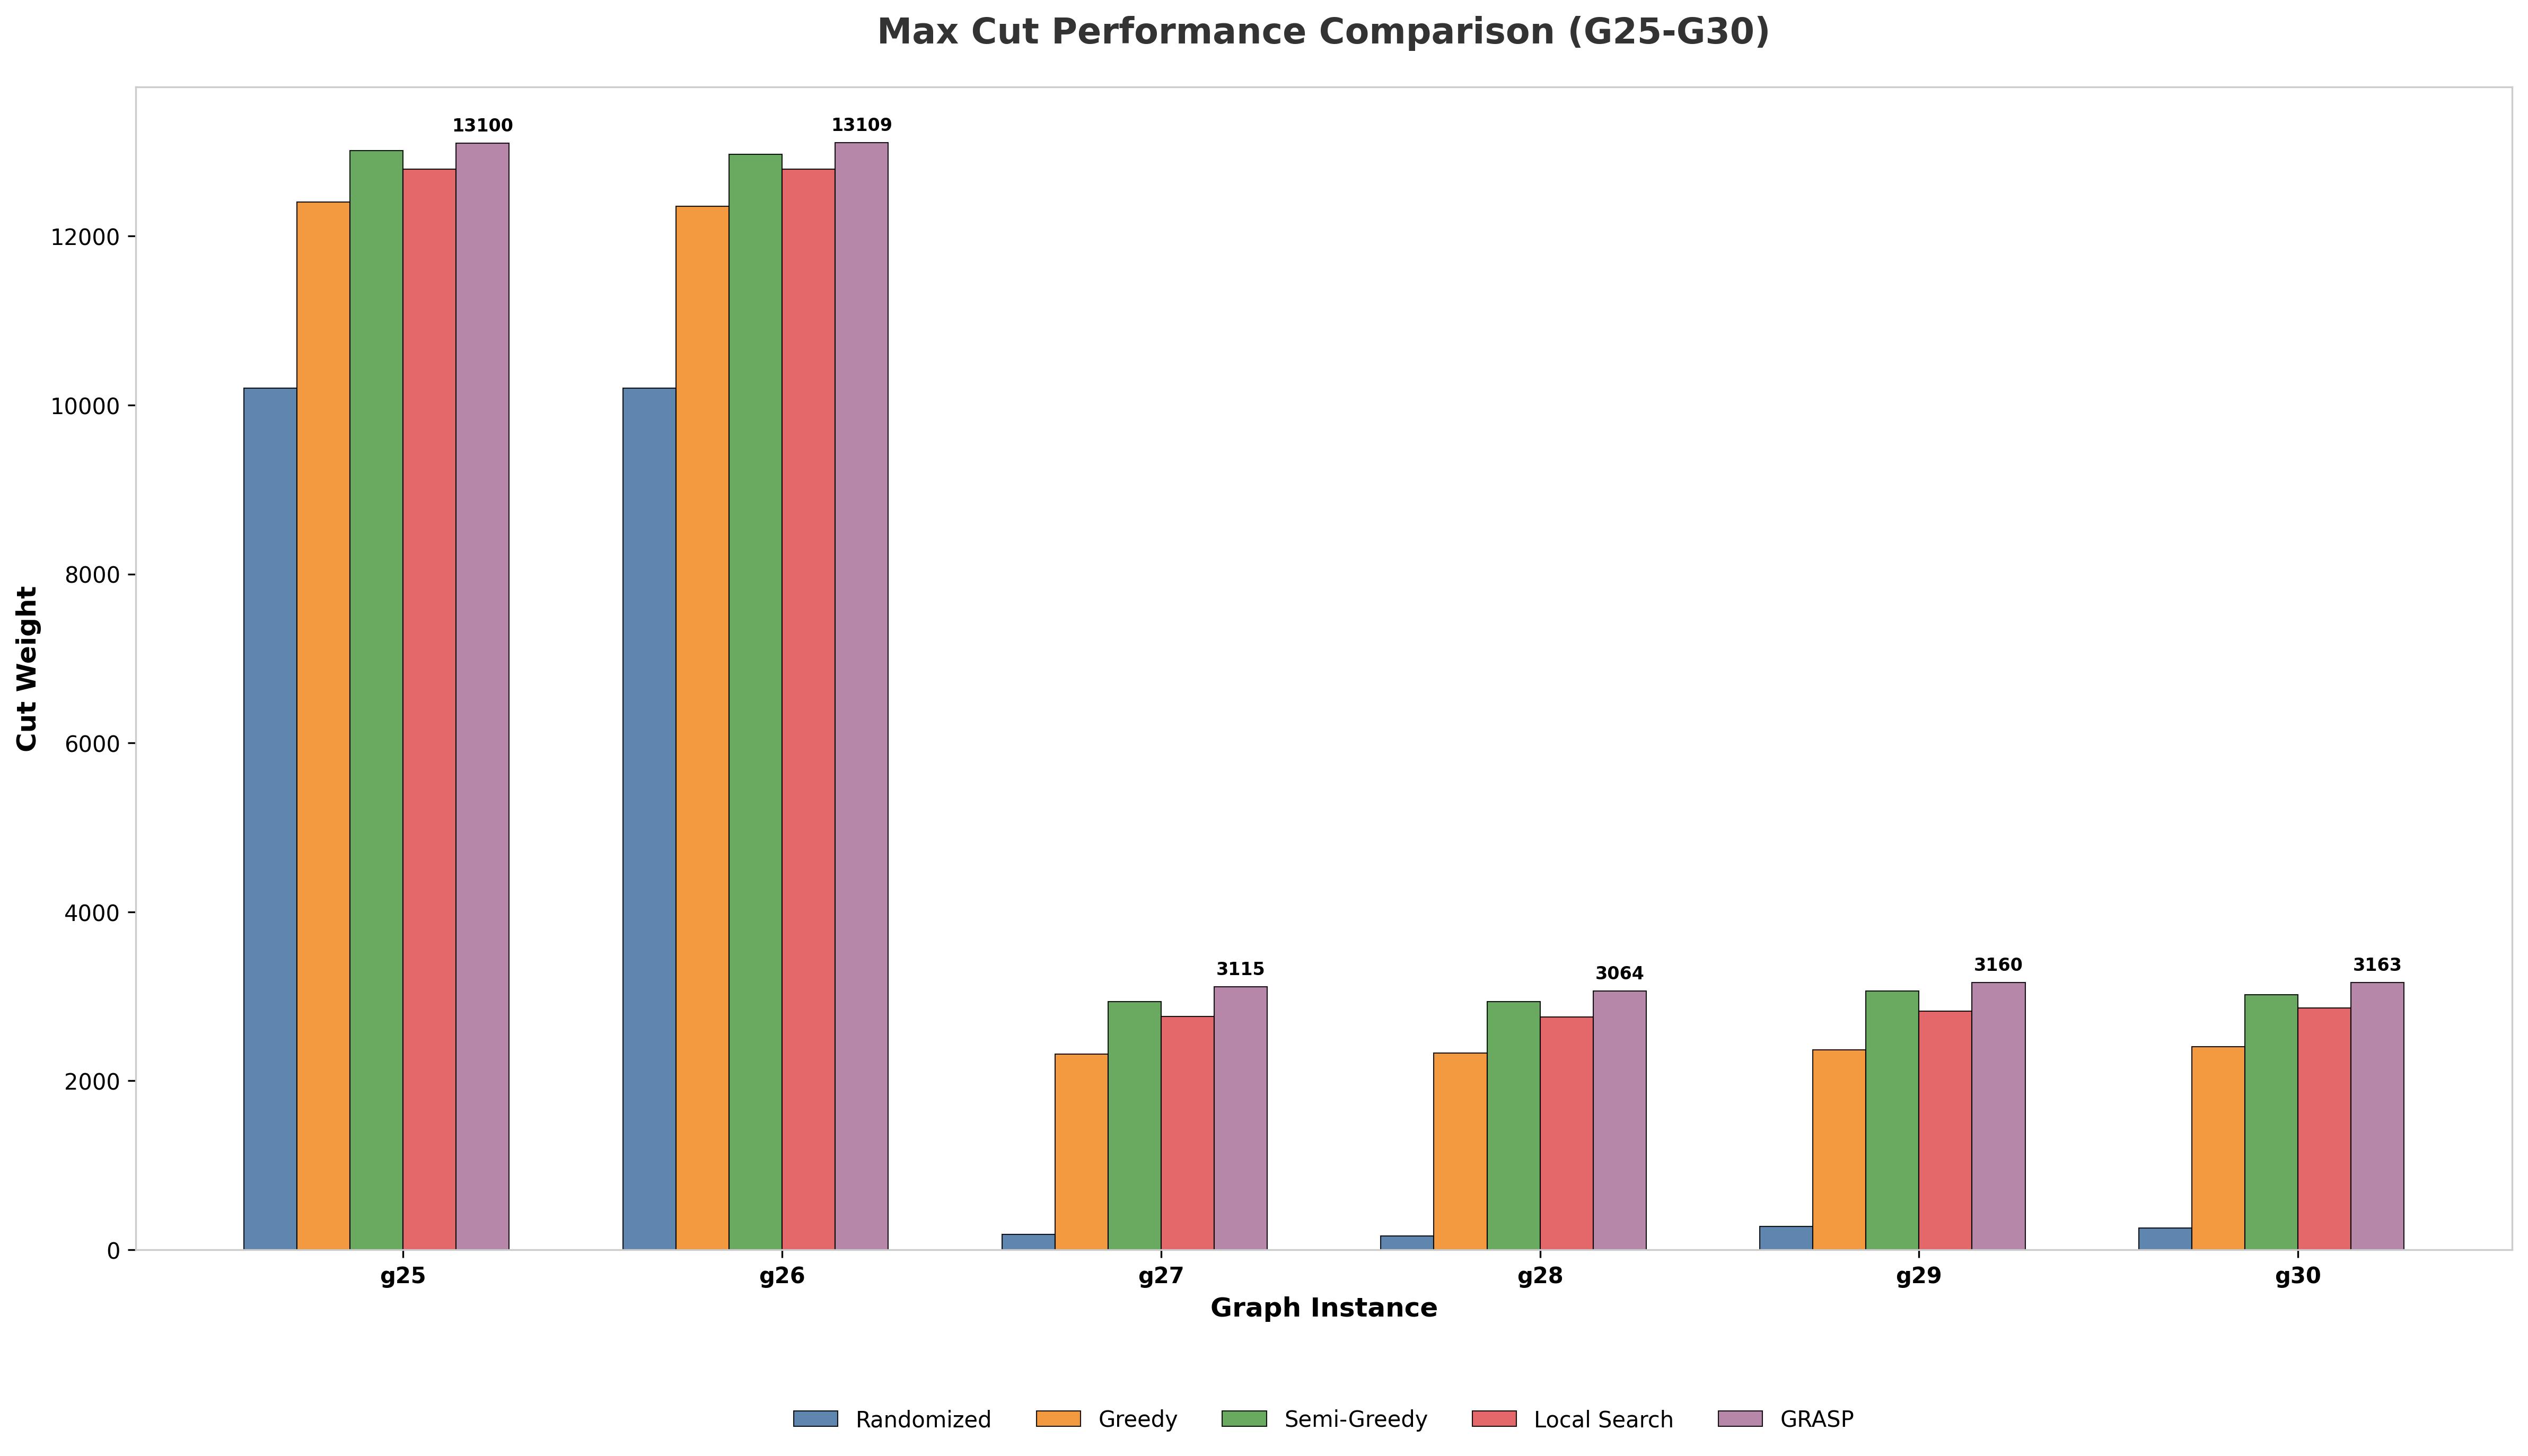 Max Cut Performance Comparison (G25-G30)
13100
13109
12000
10000
8000
6000
4000
2000
0
Cut Weight
3115
3064
3160
3163
g25
g26
g27
g28
g29
g30
Graph Instance
Randomized
Greedy
Semi-Greedy
Local Search
GRASP